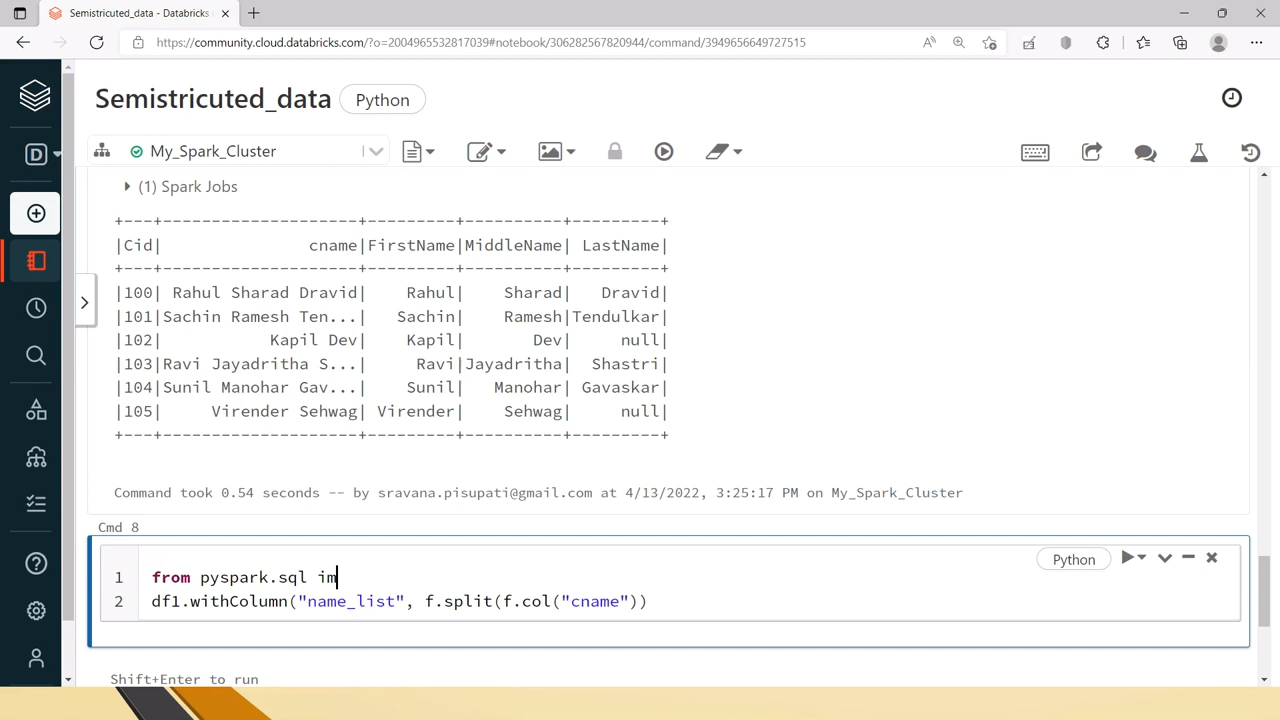 Semistricuted_data - Databricks
https://community.cloud.databricks.com/?o=2004965532817039#notebook/306282567820944/command/3949656649727515
Semistricuted_data Python
D
My_Spark_Cluster
(1) Spark Jobs
+---+--------------------+---------+----------+---------+
|Cid| cname|FirstName|MiddleName| LastName|
+---+--------------------+---------+----------+---------+
|100| Rahul Sharad Dravid| Rahul| Sharad| Dravid|
|101|Sachin Ramesh Ten...| Sachin| Ramesh|Tendulkar|
|102| Kapil Dev| Kapil| Dev| null|
|103|Ravi Jayadritha S...| Ravi|Jayadritha| Shastri|
|104|Sunil Manohar Gav...| Sunil| Manohar| Gavaskar|
|105| Virender Sehwag| Virender| Sehwag| null|
+---+--------------------+---------+----------+---------+
Command took 0.54 seconds -- by sravana.pisupati@gmail.com at 4/13/2022, 3:25:17 PM on My_Spark_Cluster
Cmd 8
Python
1 from pyspark.sql im
2 df1.withColumn("name_list", f.split(f.col("cname"))
Shift+Enter to run